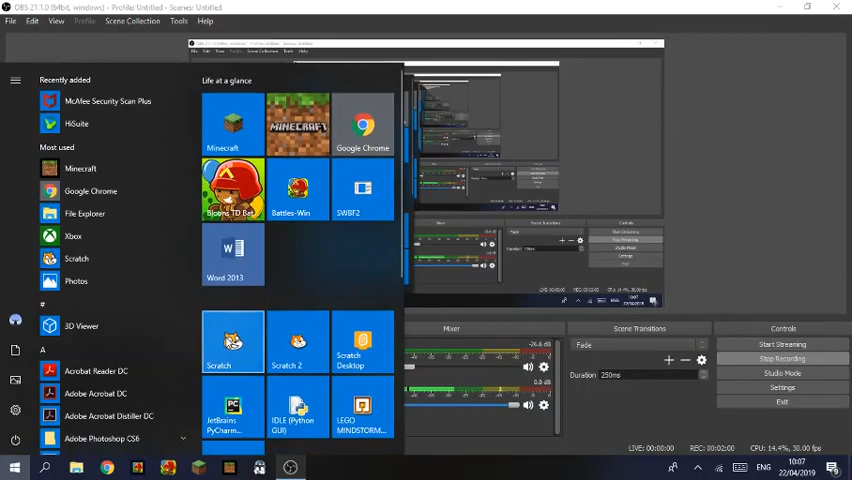 OBS 21.1.0 (64bit, windows) - Profile: Untitled - Scenes: Untitled
File Edit View Profile Scene Collection Tools Help
Recently added
McAfee Security Scan Plus
HiSuite
Most used
Minecraft
Google Chrome
File Explorer
Xbox
Scratch
Photos
#
3D Viewer
A
Acrobat Reader DC
Adobe Acrobat DC
Adobe Acrobat Distiller DC
Adobe Photoshop CS6
Life at a glance
Minecraft
MINECRAFT
Google Chrome
Bloons TD Bat...
Battles-Win
SWBF2
Word 2013
Scratch
Scratch 2
Scratch Desktop
JetBrains PyCharm...
IDLE (Python GUI)
LEGO MINDSTORM...
Mixer
-26.6 dB
0.0 dB
Scene Transitions
Fade
Duration 250ms
Controls
Start Streaming
Stop Recording
Studio Mode
Settings
Exit
LIVE: 00:00:00 REC: 00:02:00 CPU: 14.4%, 30.00 fps
ENG
10:07
22/04/2019